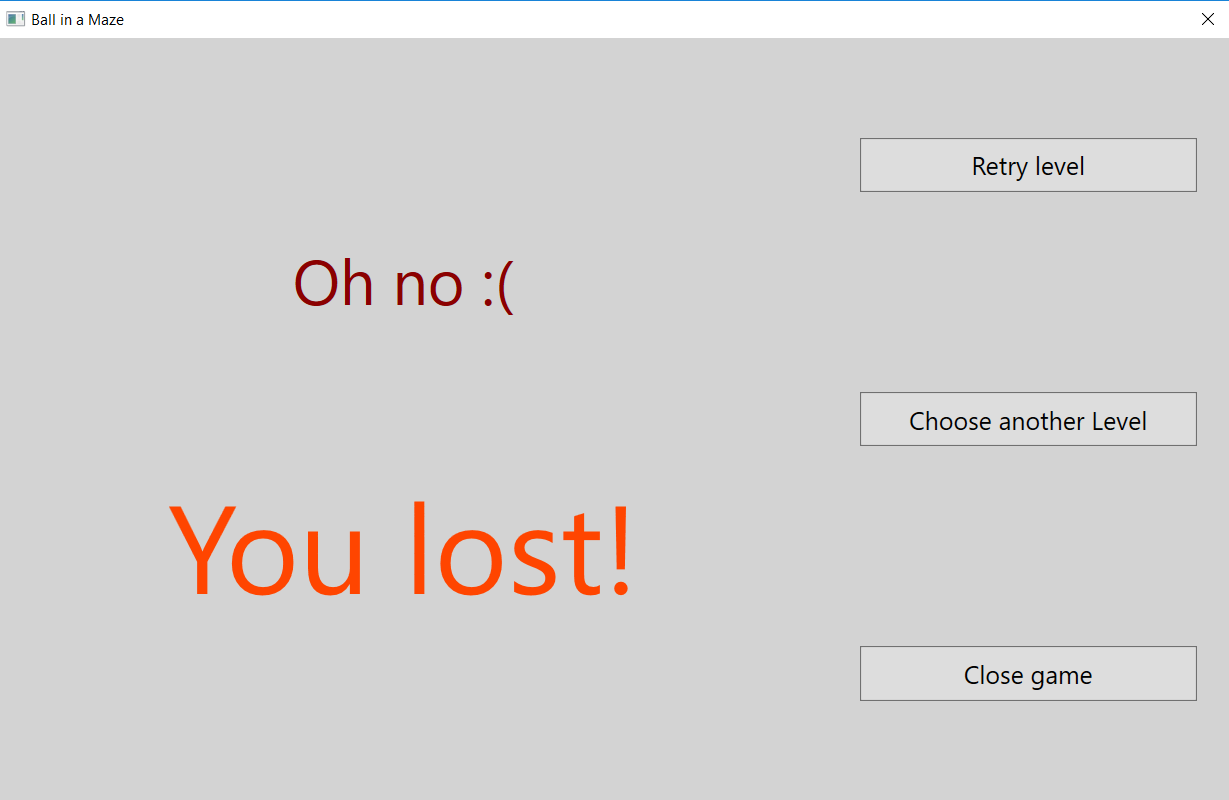 Ball in a Maze
Retry level
Oh no :(
Choose another Level
You lost!
Close game